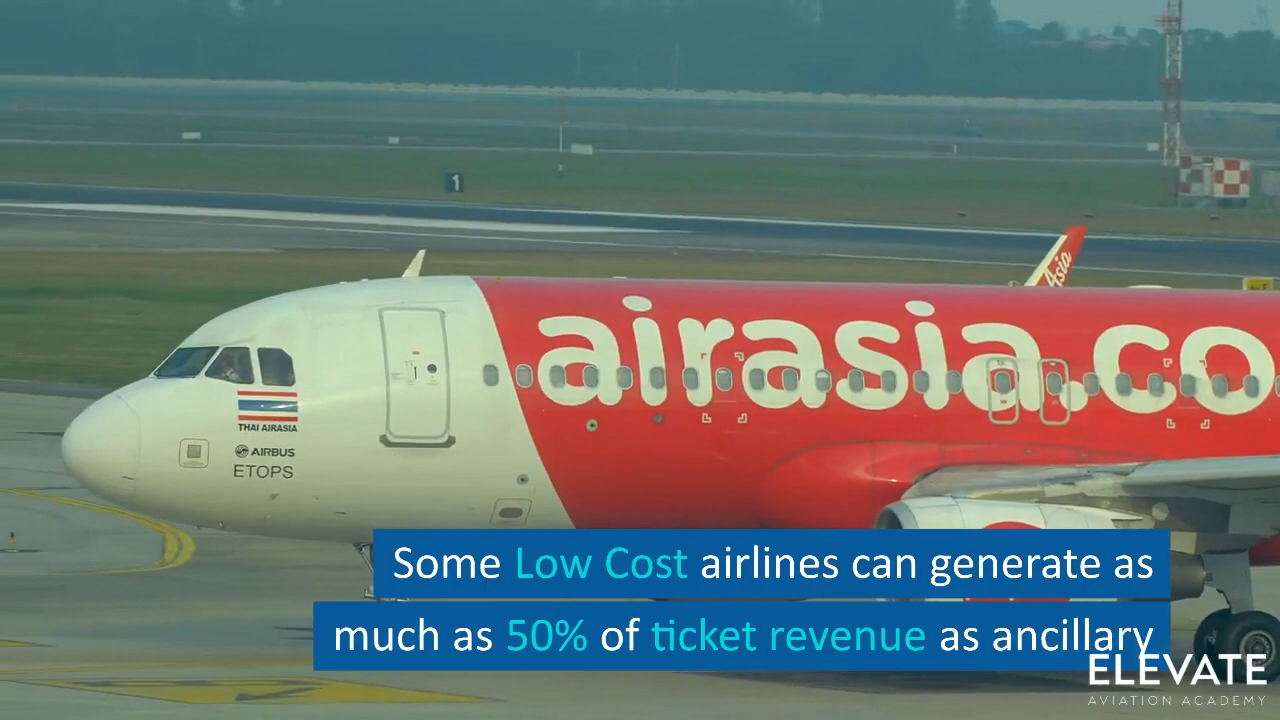 1
Asia
airasia.co
THAI AIRASIA
AIRBUS
ETOPS
Some Low Cost airlines can generate as
much as 50% of ticket revenue as ancillary
ELEVATE
AVIATION ACADEMY